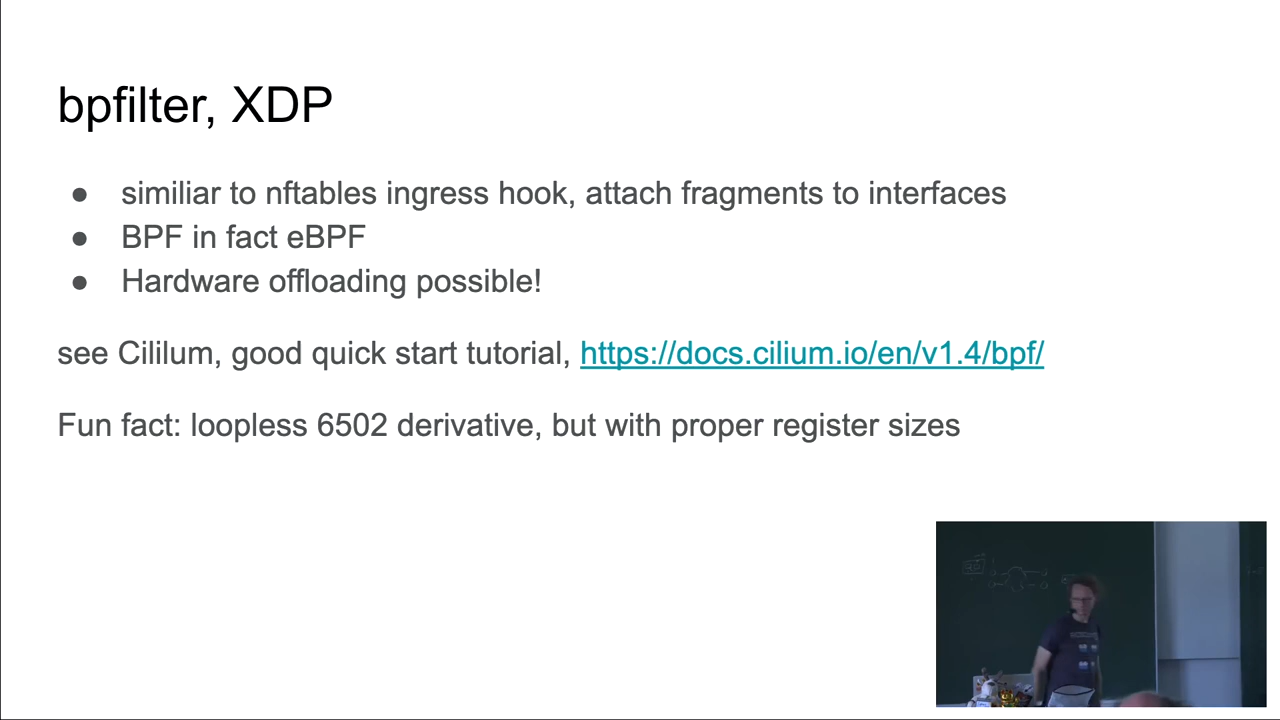 bpfilter, XDP
● similiar to nftables ingress hook, attach fragments to interfaces
● BPF in fact eBPF
● Hardware offloading possible!
see Cililum, good quick start tutorial, https://docs.cilium.io/en/v1.4/bpf/
Fun fact: loopless 6502 derivative, but with proper register sizes